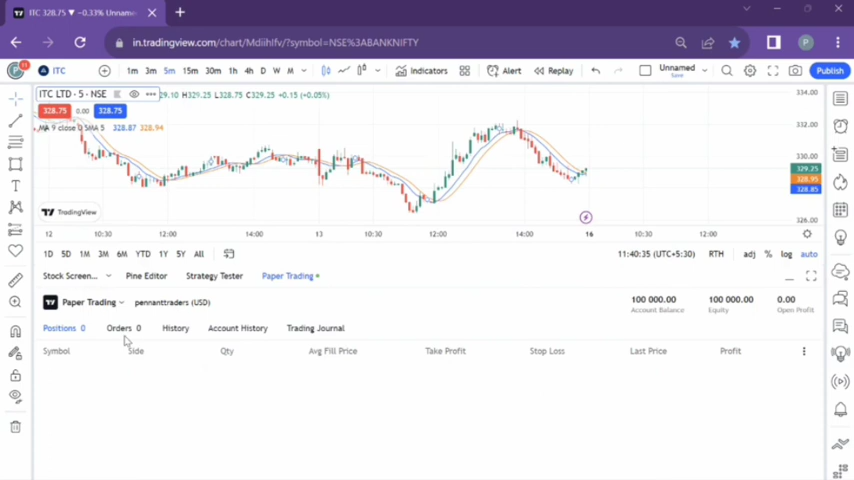 ITC 328.75 ▼ −0.33% Unname
in.tradingview.com/chart/MdiihIfv/?symbol=NSE%3ABANKNIFTY
P
11 ITC 1m 3m 5m 15m 30m 1h 4h D W M Indicators Alert Replay Unnamed Save Publish
ITC LTD · 5 · NSE 29.10 H329.25 L328.75 C329.25 +0.15 (+0.05%)
328.75 0.00 328.75
MA 9 close 0 SMA 5 328.87 328.94
334.00
332.00
330.00
329.25
328.95
328.85
326.00
TradingView
12 10:30 12:00 14:00 13 10:30 12:00 14:00 16 10:30 12:00
1D 5D 1M 3M 6M YTD 1Y 5Y All 11:40:35 (UTC+5:30) RTH adj % log auto
Stock Screen... Pine Editor Strategy Tester Paper Trading
Paper Trading pennanttraders (USD) 100 000.00 100 000.00 0.00
Account Balance Equity Open Profit
Positions 0 Orders 0 History Account History Trading Journal
Symbol Side Qty Avg Fill Price Take Profit Stop Loss Last Price Profit